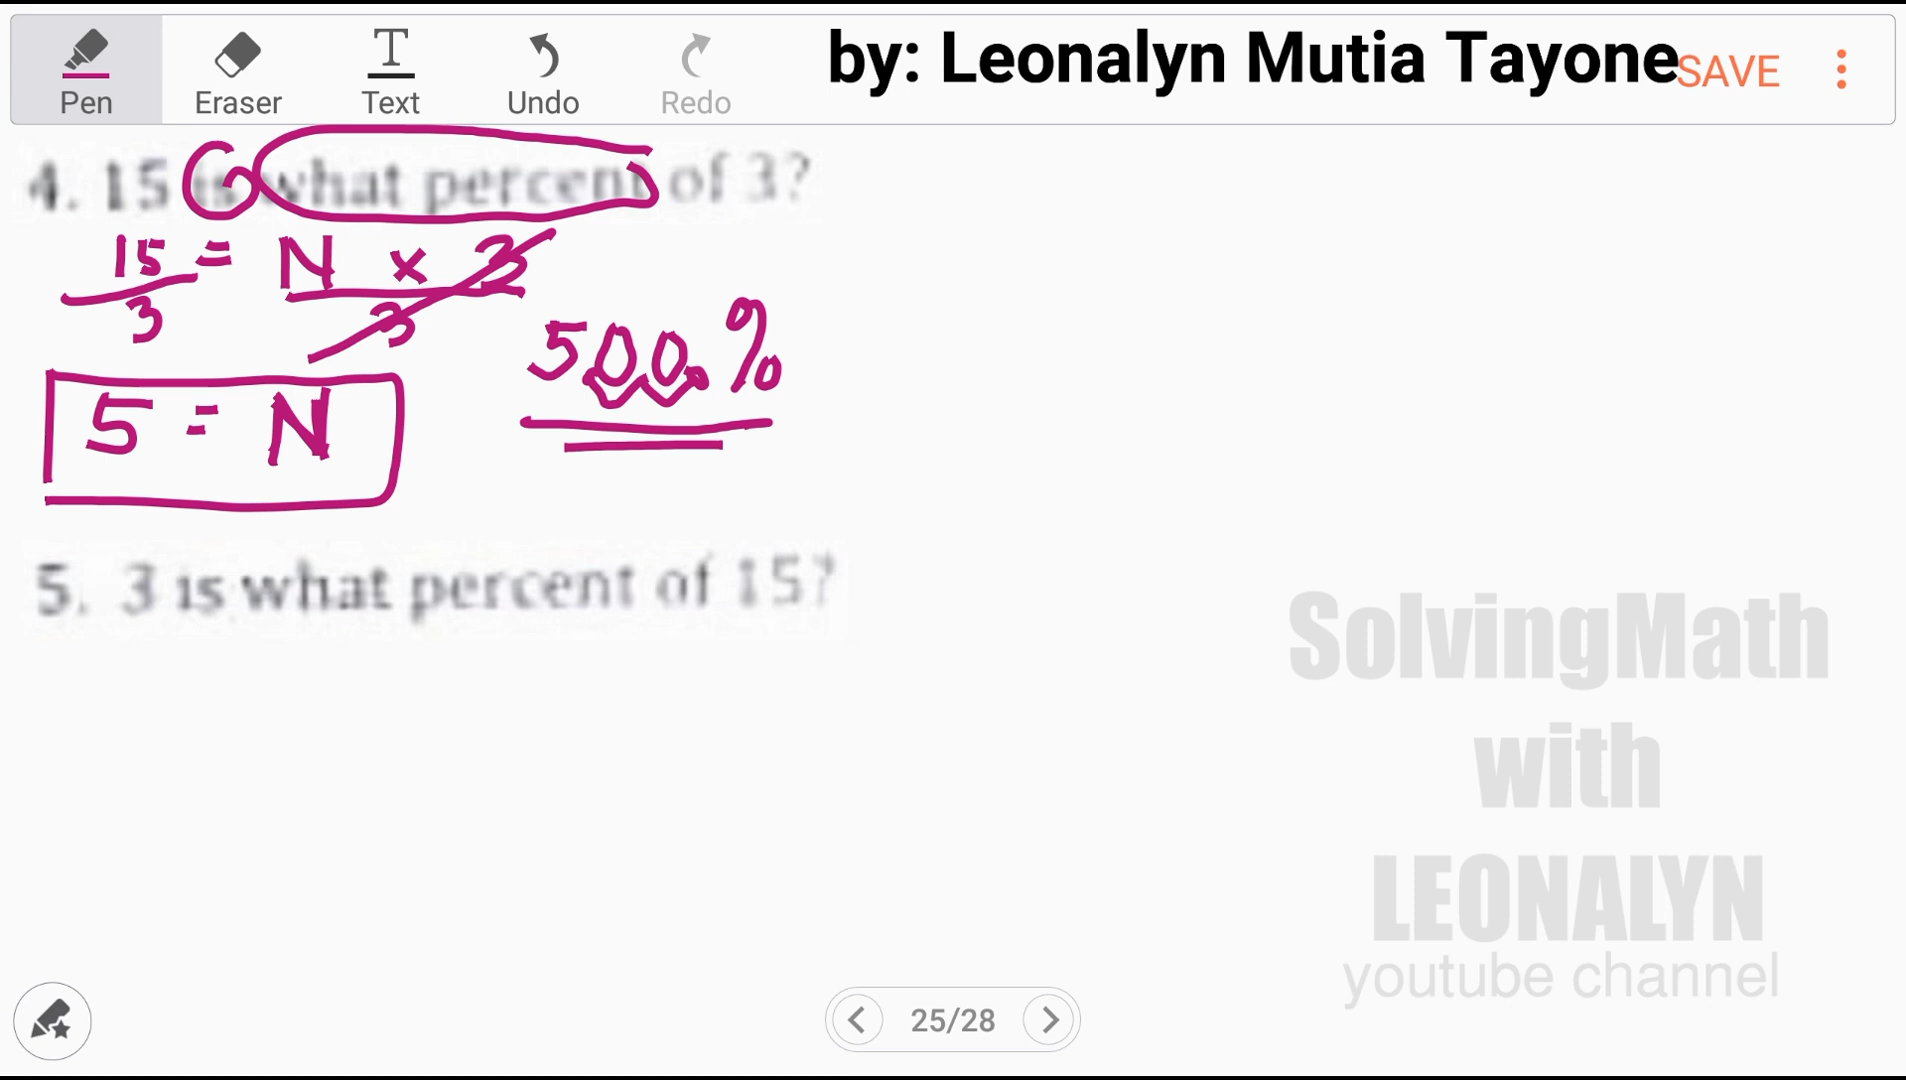 Pen Eraser Text Undo Redo by: Leonalyn Mutia Tayone SAVE
4. 15 is what percent of 3?
15 = N x 3
3 3
500.%
5 = N
5. 3 is what percent of 15?
SolvingMath
with
LEONALYN
youtube channel
25/28